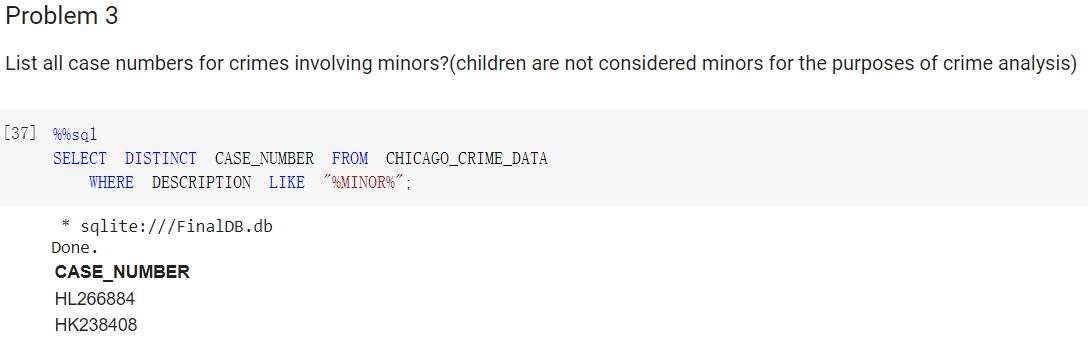 Problem 3
List all case numbers for crimes involving minors?(children are not considered minors for the purposes of crime analysis)
[37] %%sql
SELECT DISTINCT CASE_NUMBER FROM CHICAGO_CRIME_DATA
WHERE DESCRIPTION LIKE "%MINOR%";
* sqlite:///FinalDB.db
Done.
CASE_NUMBER
HL266884
HK238408